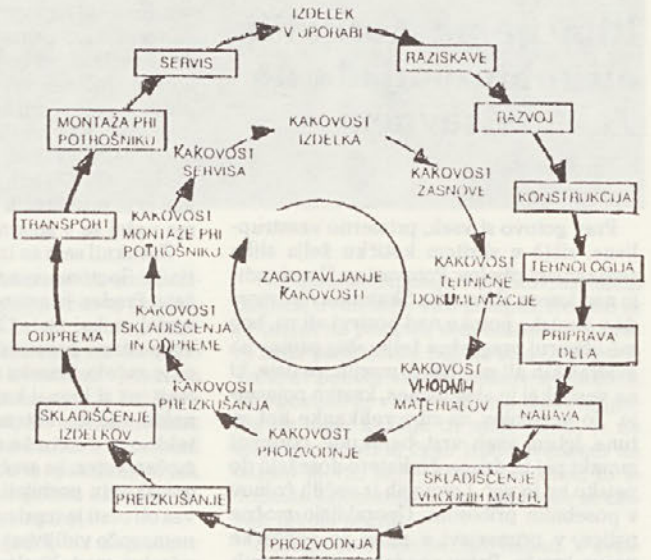 IZDELEK
V UPORABI
RAZISKAVE
RAZVOJ
KONSTRUKCIJA
TEHNOLOGIJA
PRIPRAVA
DELA
NABAVA
SKLADIŠČENJE
VHODNIH MATER.
PROIZVODNJA
PREIZKUŠANJE
SKLADIŠČENJE
IZDELKOV
ODPREMA
TRANSPORT
MONTAŽA PRI
POTROŠNIKU
SERVIS
KAKOVOST
IZDELKA
KAKOVOST
ZASNOVE
KAKOVOST
TEHNIČNE
DOKUMENTACIJE
KAKOVOST
VHODNIH
MATERIALOV
KAKOVOST
PROIZVODNJE
KAKOVOST
PREIZKUŠANJA
KAKOVOST
SKLADIŠČENJA
IN ODPREME
KAKOVOST
MONTAŽE PRI
POTROŠNIKU
KAKOVOST
SERVISA
ZAGOTAVLJANJE
KAKOVOSTI